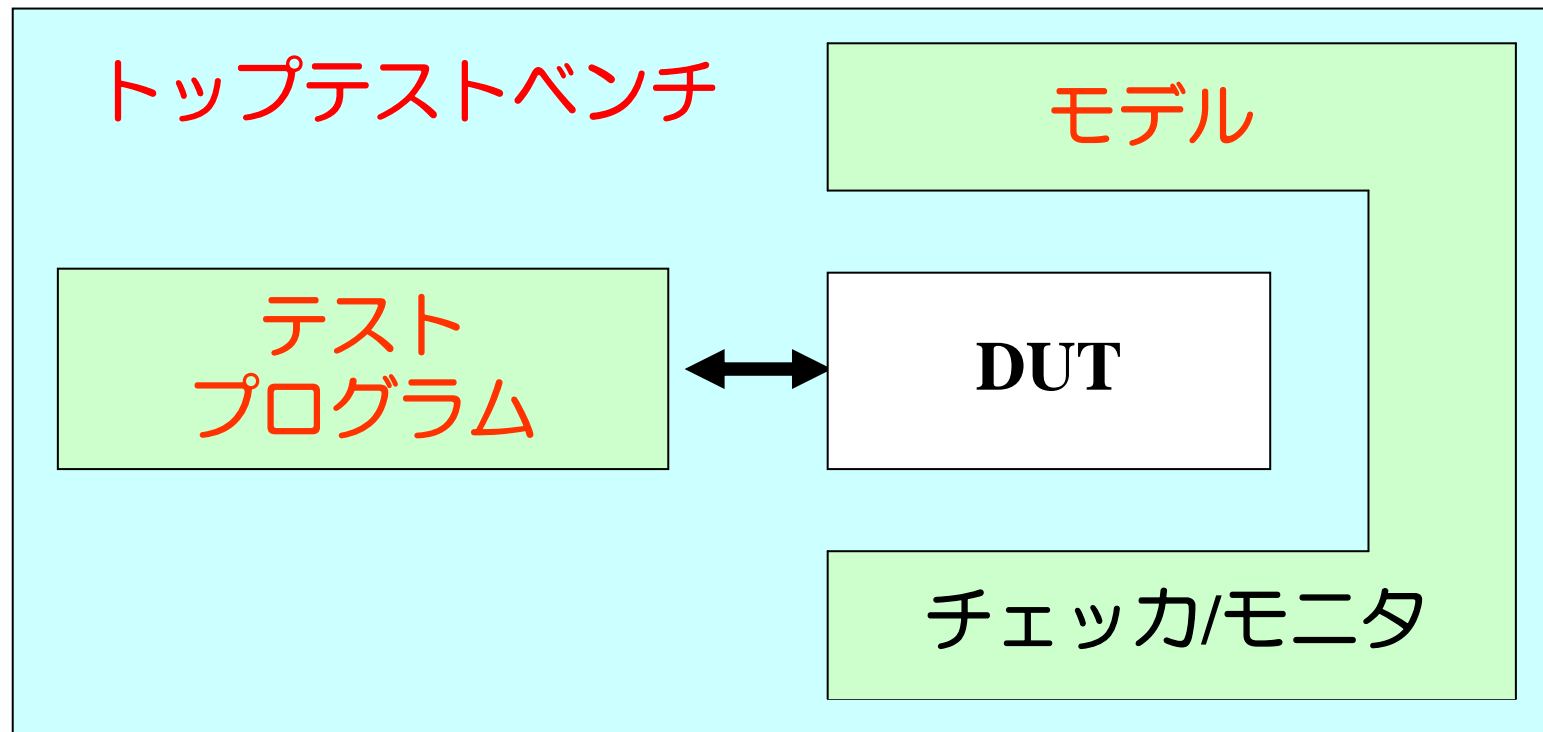 トップテストベンチ
モデル
テスト
プログラム
DUT
チェッカ/モニタ